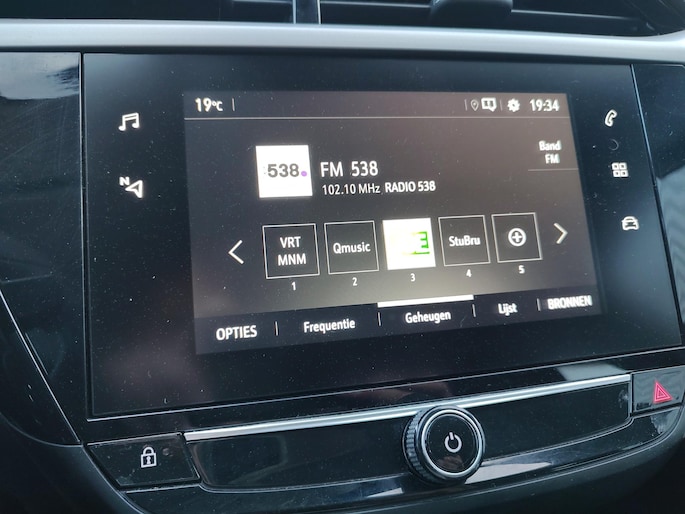 19°C
19:34
538
FM 538
102.10 MHz RADIO 538
Band
FM
N
VRT
MNM
Qmusic
StuBru
1
2
3
4
5
OPTIES
Frequentie
Geheugen
Lijst
BRONNEN